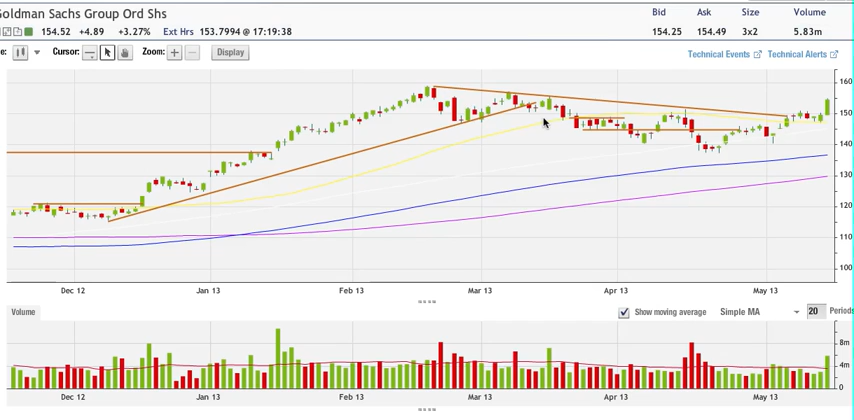 Goldman Sachs Group Ord Shs
154.52 +4.89 +3.27% Ext Hrs 153.7994 @ 17:19:38
Bid Ask Size Volume
154.25 154.49 3x2 5.83m
e: Cursor: Zoom: Display
Technical Events Technical Alerts
160
150
140
130
120
110
100
Dec 12 Jan 13 Feb 13 Mar 13 Apr 13 May 13
Volume Show moving average Simple MA 20 Periods
8m
4m
0
Dec 12 Jan 13 Feb 13 Mar 13 Apr 13 May 13